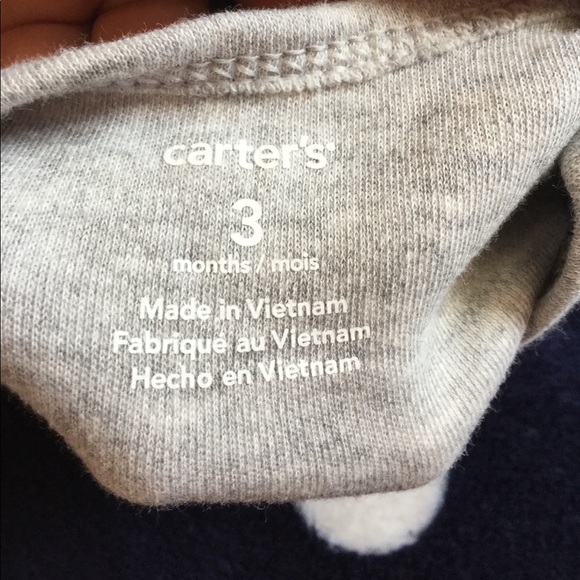 carter's
3
months / mois
Made in Vietnam
Fabriqué au Vietnam
Hecho en Vietnam